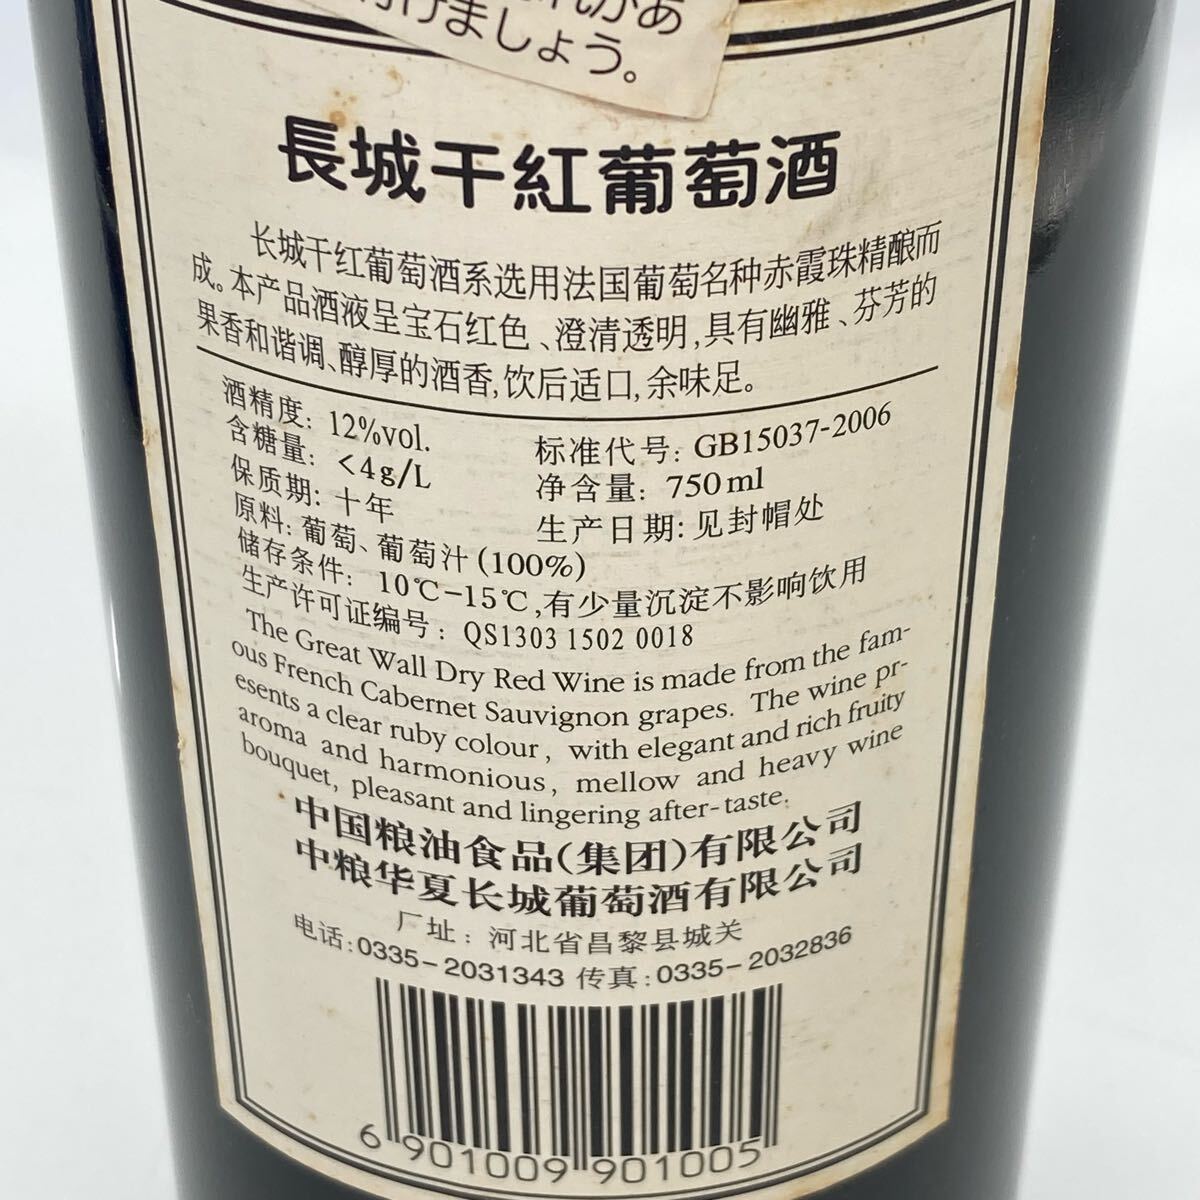 けましょう。
長城干紅葡萄酒
长城干红葡萄酒系选用法国葡萄名种赤霞珠精酿而
成。本产品酒液呈宝石红色、澄清透明,具有幽雅、芬芳的
果香和谐调、醇厚的酒香,饮后适口,余味足。
酒精度: 12%vol. 标准代号: GB15037-2006
含糖量: <4g/L 净含量: 750ml
保质期: 十年 生产日期: 见封帽处
原料: 葡萄、葡萄汁(100%)
储存条件: 10℃-15℃,有少量沉淀不影响饮用
生产许可证编号: QS1303 1502 0018
The Great Wall Dry Red Wine is made from the fam-
ous French Cabernet Sauvignon grapes. The wine pr-
esents a clear ruby colour, with elegant and rich fruity
aroma and harmonious, mellow and heavy wine
bouquet, pleasant and lingering after-taste.
中国粮油食品(集团)有限公司
中粮华夏长城葡萄酒有限公司
厂址: 河北省昌黎县城关
电话:0335-2031343 传真:0335-2032836
6 901009 901005